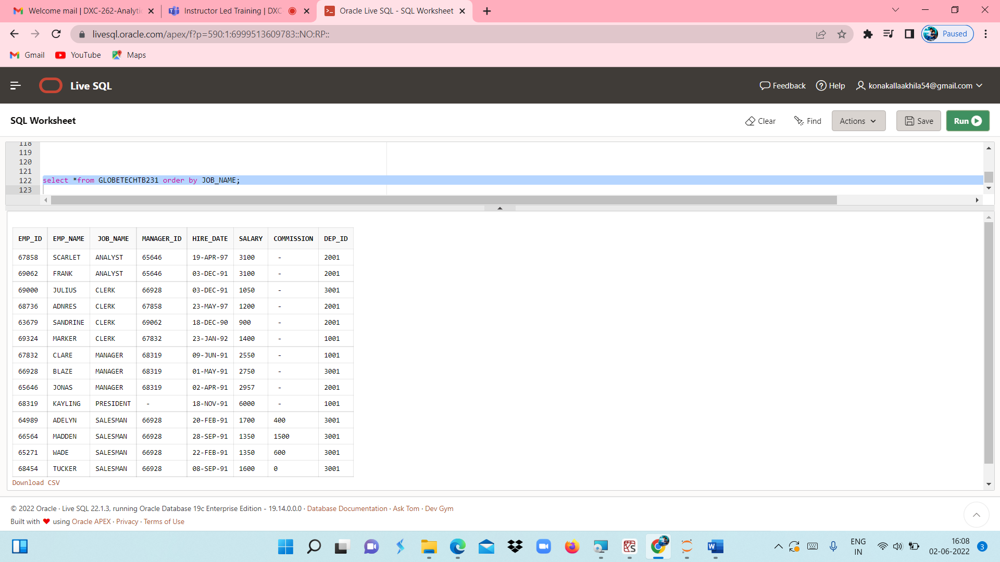 Welcome mail | DXC-262-Analytic
Instructor Led Training | DXC
Oracle Live SQL - SQL Worksheet
livesql.oracle.com/apex/f?p=590:1:6999513609783::NO:RP::
Paused
Gmail YouTube Maps
Live SQL
Feedback Help konakallaakhila54@gmail.com
SQL Worksheet
Clear Find Actions Save Run
118
119
120
121
122 select *from GLOBETECHTB231 order by JOB_NAME;
123
EMP_ID EMP_NAME JOB_NAME MANAGER_ID HIRE_DATE SALARY COMMISSION DEP_ID
67858 SCARLET ANALYST 65646 19-APR-97 3100 - 2001
69062 FRANK ANALYST 65646 03-DEC-91 3100 - 2001
69000 JULIUS CLERK 66928 03-DEC-91 1050 - 3001
68736 ADNRES CLERK 67858 23-MAY-97 1200 - 2001
63679 SANDRINE CLERK 69062 18-DEC-90 900 - 2001
69324 MARKER CLERK 67832 23-JAN-92 1400 - 1001
67832 CLARE MANAGER 68319 09-JUN-91 2550 - 1001
66928 BLAZE MANAGER 68319 01-MAY-91 2750 - 3001
65646 JONAS MANAGER 68319 02-APR-91 2957 - 2001
68319 KAYLING PRESIDENT - 18-NOV-91 6000 - 1001
64989 ADELYN SALESMAN 66928 20-FEB-91 1700 400 3001
66564 MADDEN SALESMAN 66928 28-SEP-91 1350 1500 3001
65271 WADE SALESMAN 66928 22-FEB-91 1350 600 3001
68454 TUCKER SALESMAN 66928 08-SEP-91 1600 0 3001
Download CSV
© 2022 Oracle · Live SQL 22.1.3, running Oracle Database 19c Enterprise Edition - 19.14.0.0.0 · Database Documentation · Ask Tom · Dev Gym
Built with ♥ using Oracle APEX · Privacy · Terms of Use
ENG
IN
16:08
02-06-2022
3